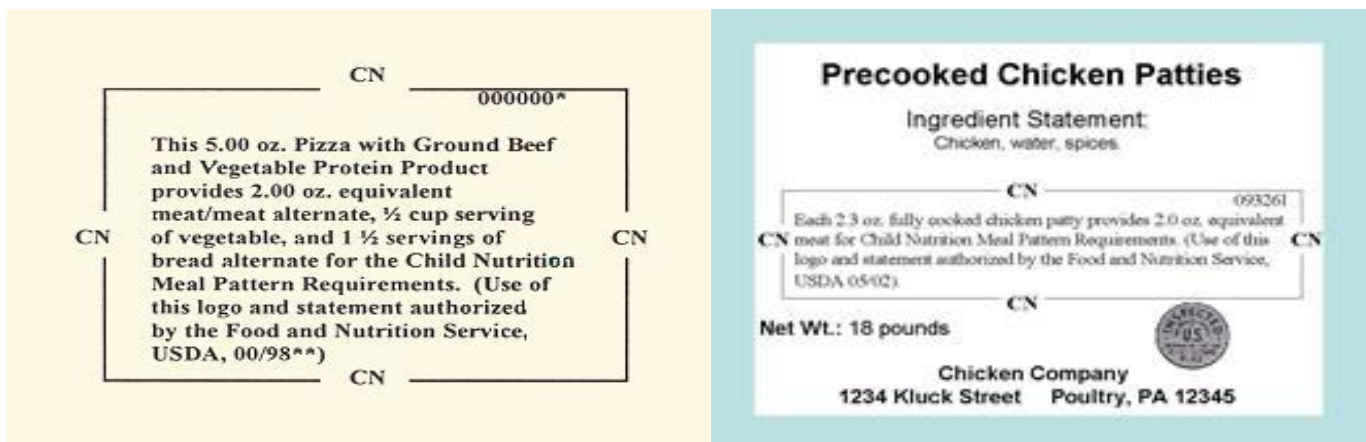 CN
000000*
This 5.00 oz. Pizza with Ground Beef
and Vegetable Protein Product
provides 2.00 oz. equivalent
meat/meat alternate, ½ cup serving
CN of vegetable, and 1 ½ servings of CN
bread alternate for the Child Nutrition
Meal Pattern Requirements. (Use of
this logo and statement authorized
by the Food and Nutrition Service,
USDA, 00/98**)
CN
Precooked Chicken Patties
Ingredient Statement:
Chicken, water, spices.
CN
093261
Each 2.3 oz. fully cooked chicken patty provides 2.0 oz. equivalent
CN meat for Child Nutrition Meal Pattern Requirements. (Use of this CN
logo and statement authorized by the Food and Nutrition Service,
USDA 05/02).
CN
Net Wt.: 18 pounds
INSPECTED
U.S.
Chicken Company
1234 Kluck Street Poultry, PA 12345